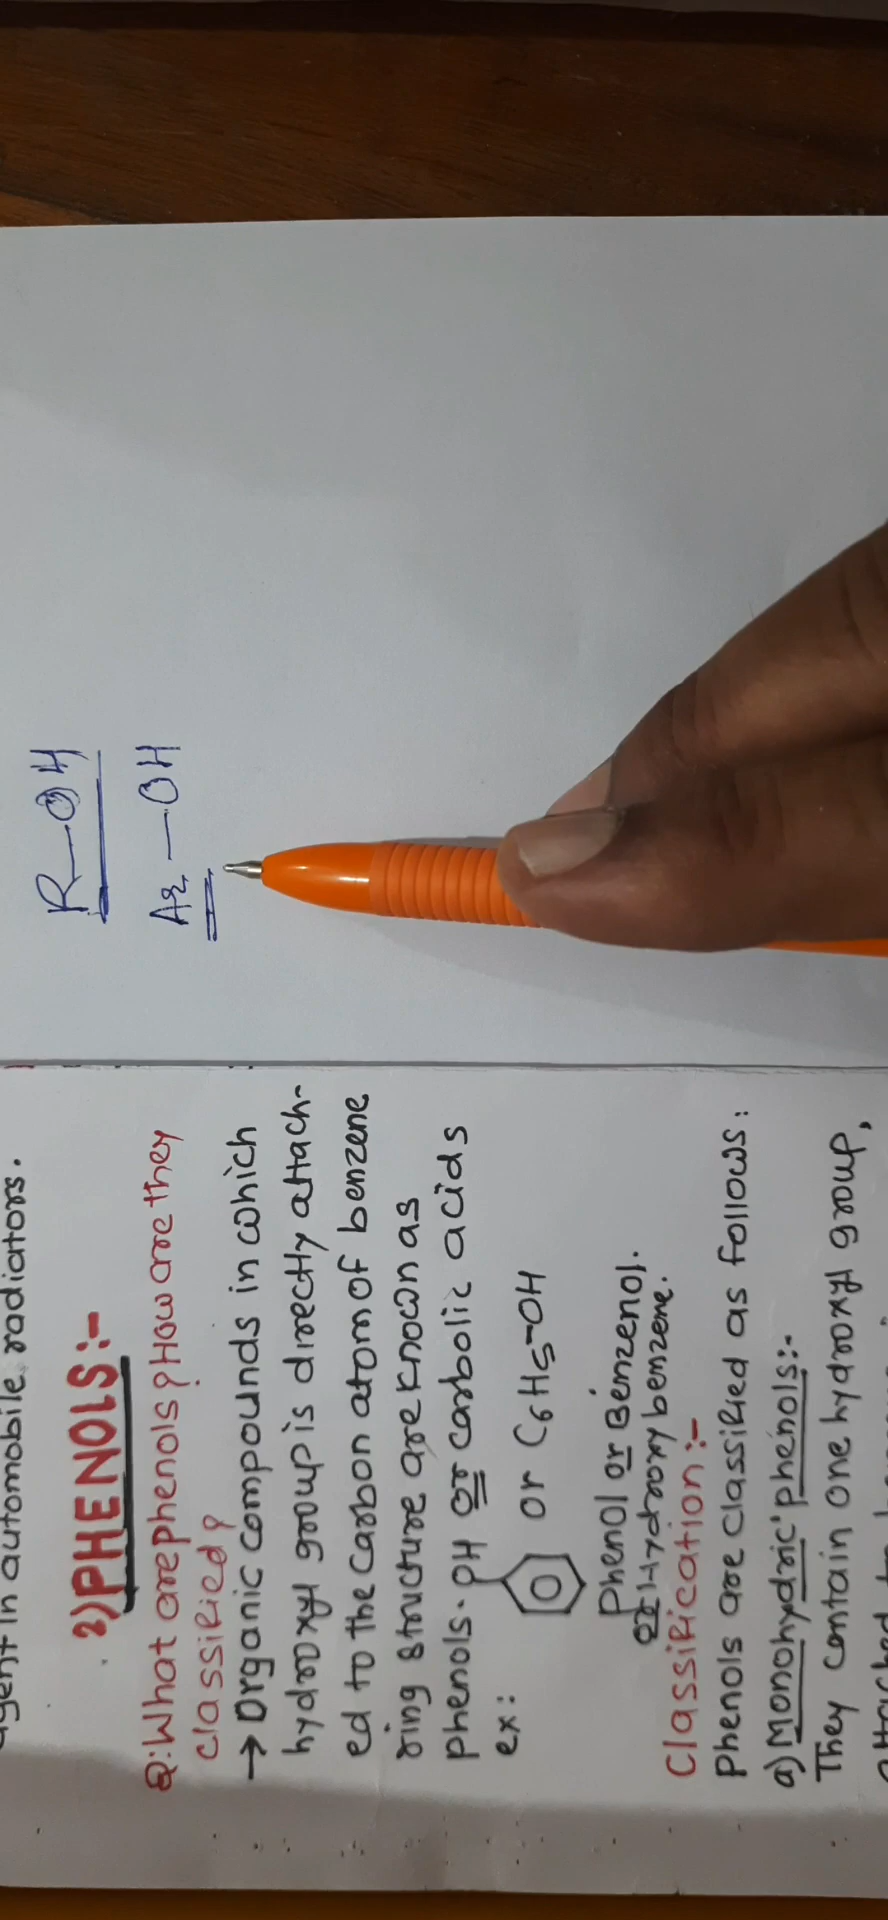 agent in automobile radiators.
2) PHENOLS:-
Q:What are phenols? How are they
classified?
→ Organic compounds in which
hydroxyl group is directly attach-
ed to the carbon atom of benzene
ring structure are known as
phenols. or carbolic acids
OH
ex: or C6H5-OH
Phenol or Benzenol.
or Hydroxy benzene.
Classification:-
Phenols are classified as follows:
a) Monohydric phenols:-
They contain one hydroxyl group,
R-OH
Ar-OH